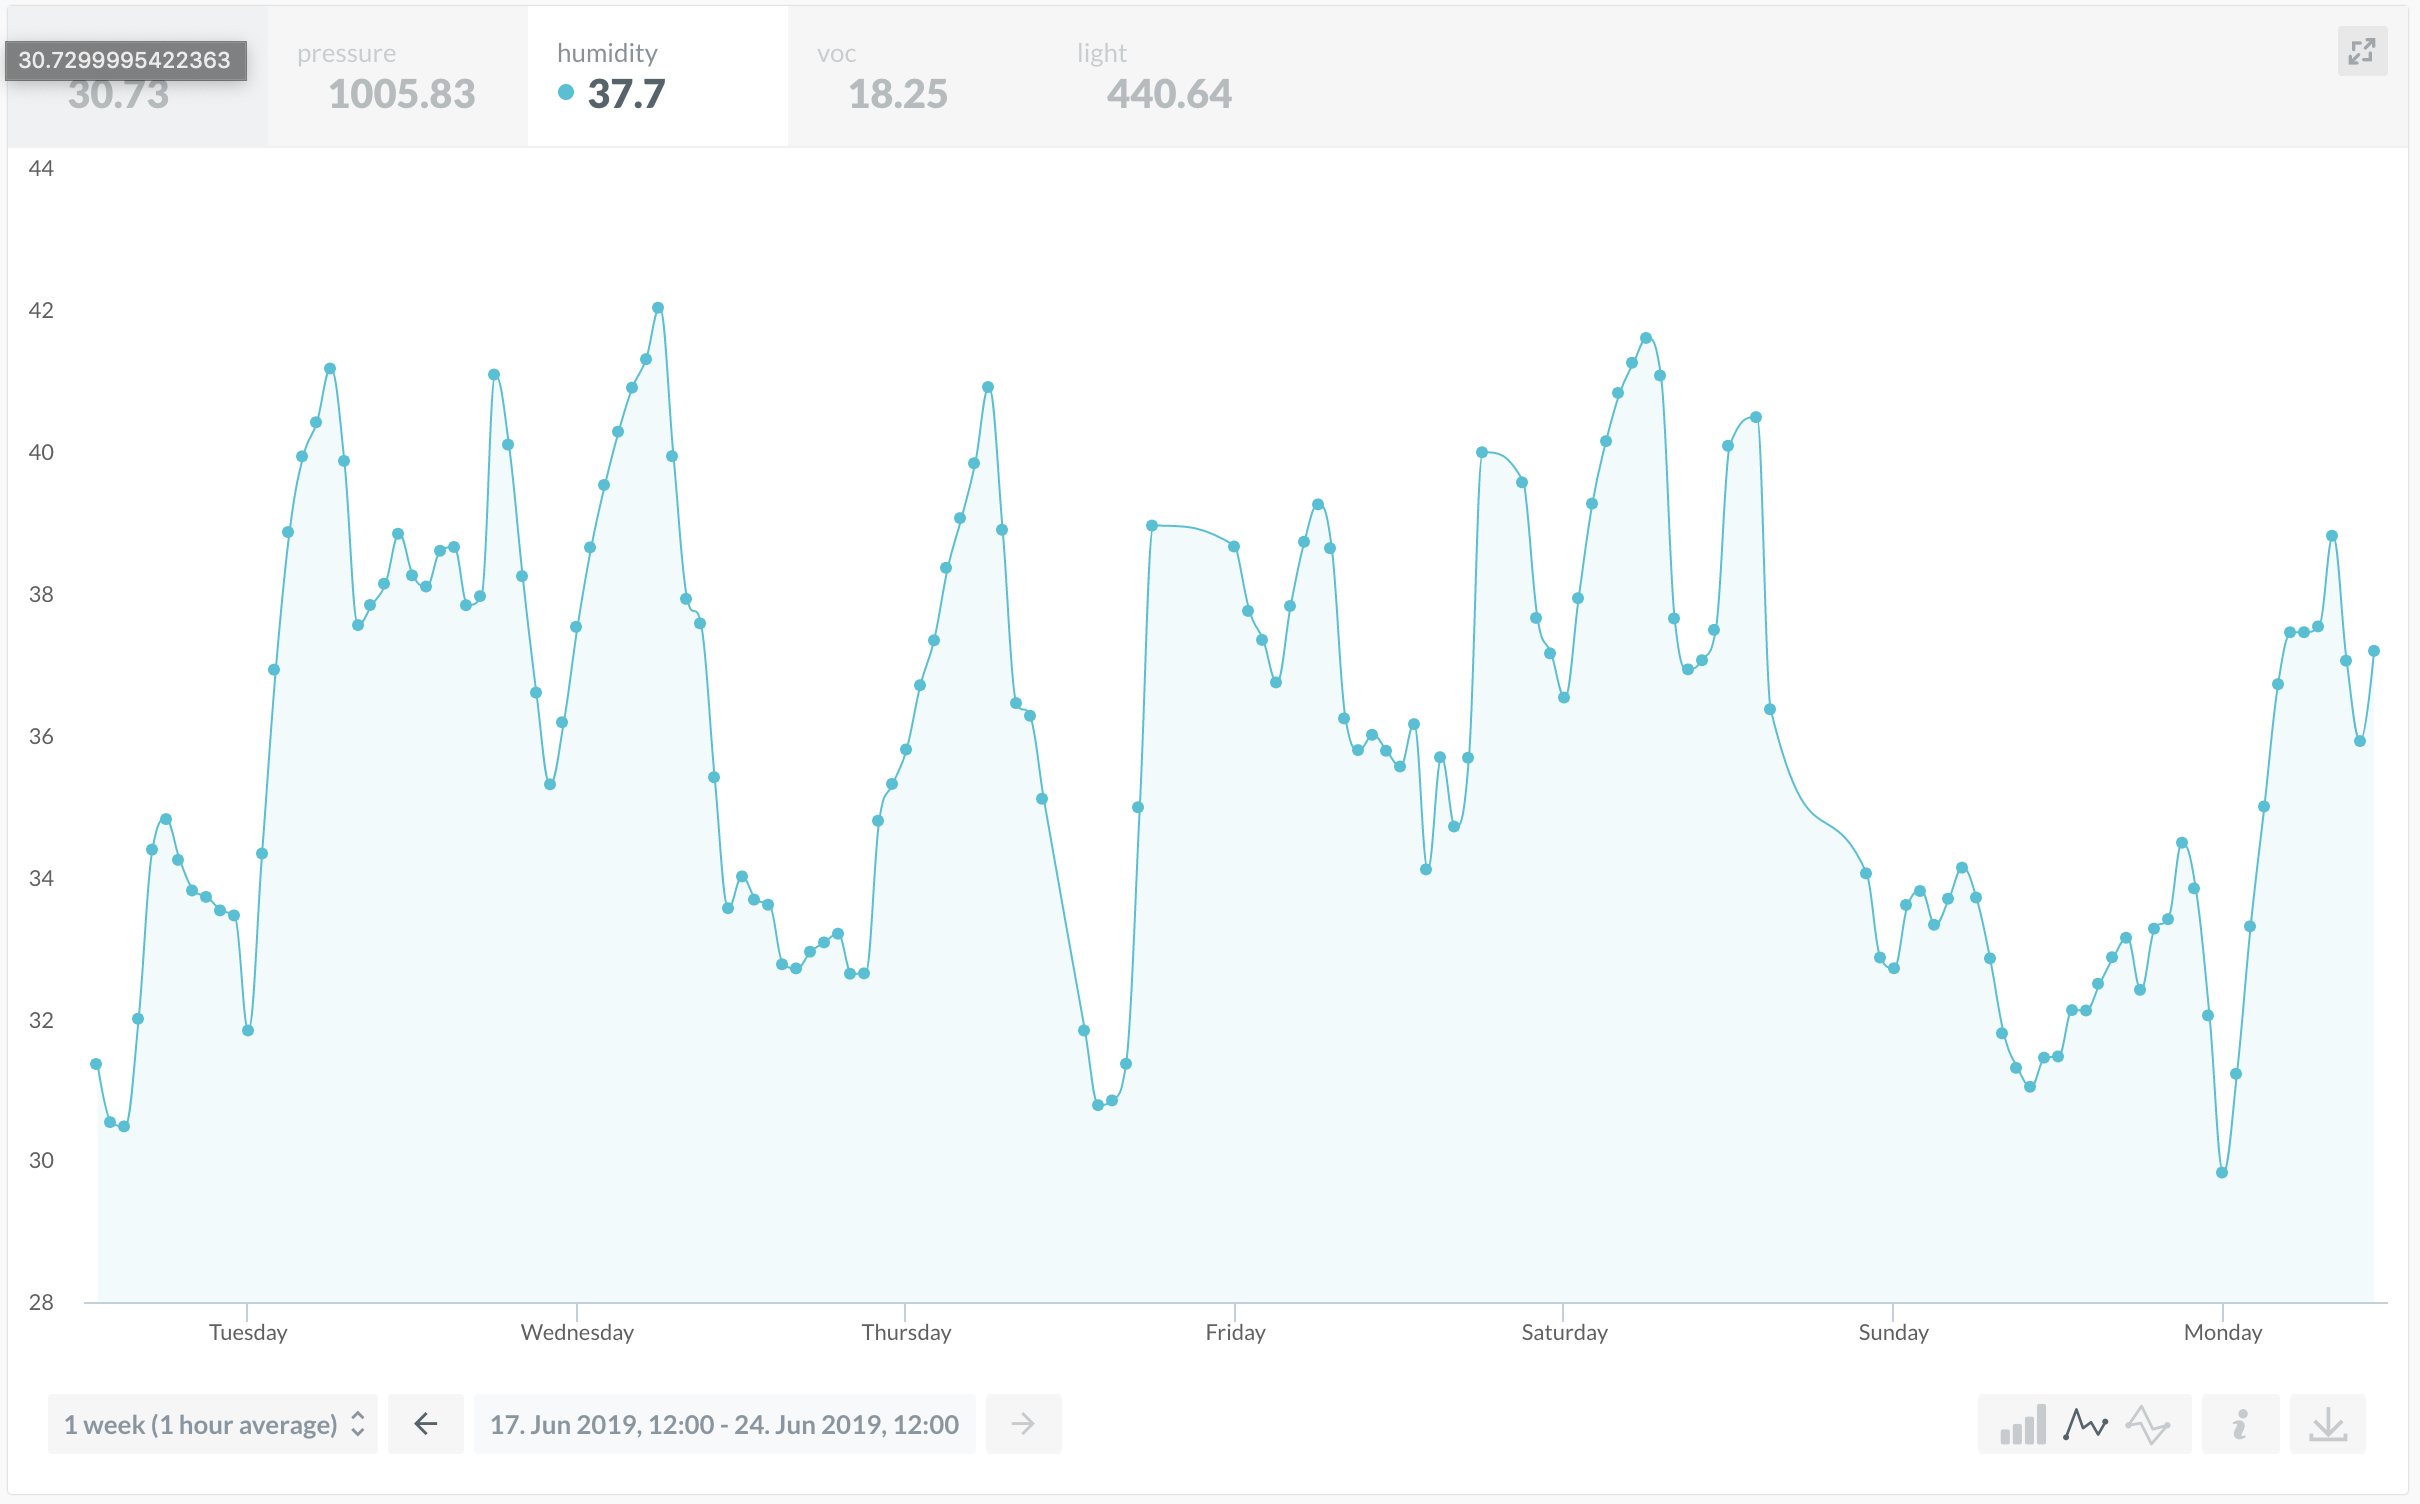 30.7299995422363
pressure
humidity
voc
light
30.73
1005.83
37.7
18.25
440.64
44
42
40
38
36
34
32
30
28
Tuesday
Wednesday
Thursday
Friday
Saturday
Sunday
Monday
1 week (1 hour average)
17. Jun 2019, 12:00 - 24. Jun 2019, 12:00